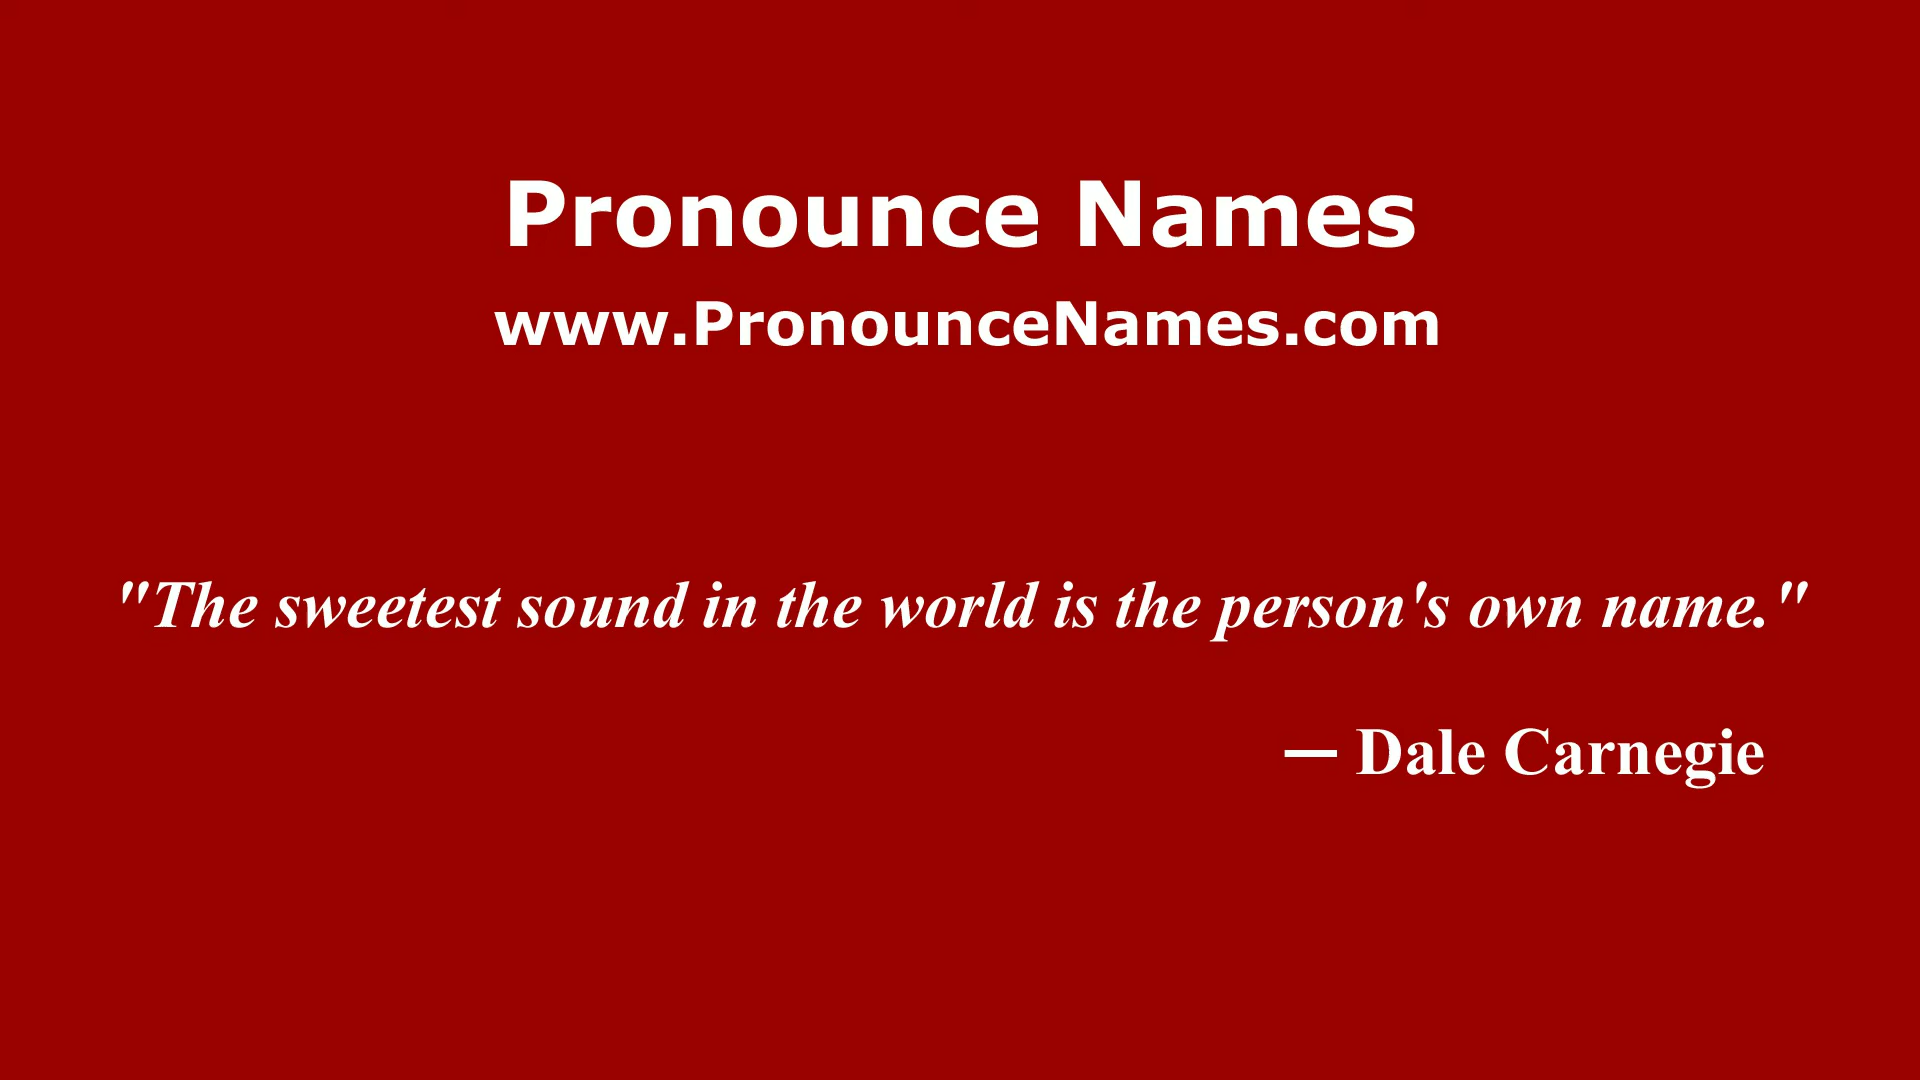 Pronounce Names
www.PronounceNames.com
"The sweetest sound in the world is the person's own name."
— Dale Carnegie